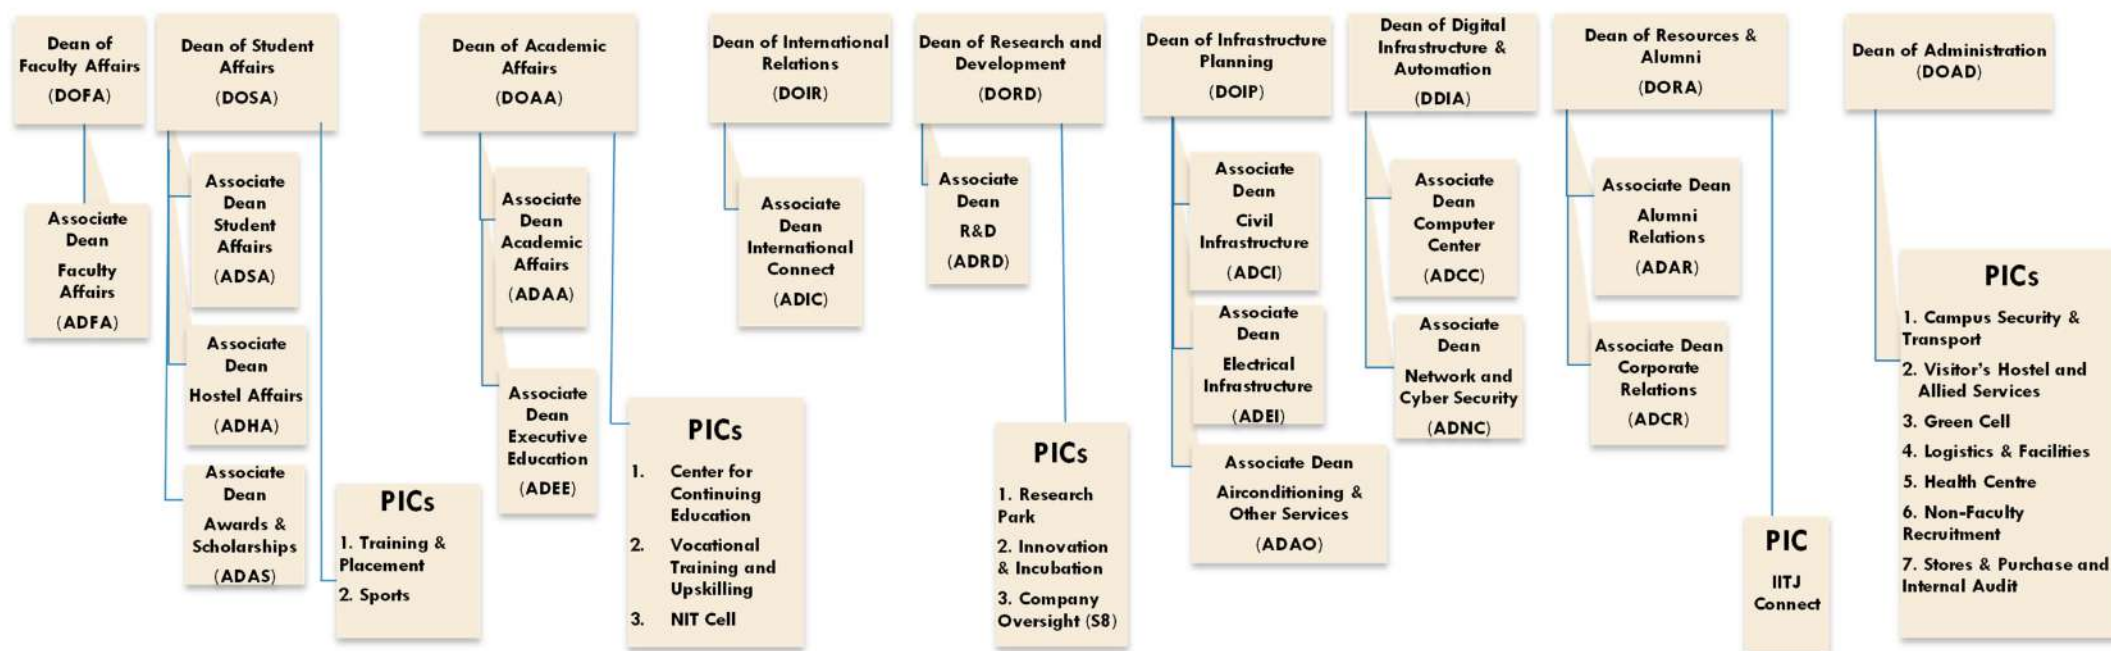 Dean of
Faculty Affairs
(DOFA)
Associate
Dean
Faculty
Affairs
(ADFA)
Dean of Student
Affairs
(DOSA)
Associate
Dean
Student
Affairs
(ADSA)
Associate
Dean
Hostel Affairs
(ADHA)
Associate
Dean
Awards &
Scholarships
(ADAS)
PICs
1. Training &
Placement
2. Sports
Dean of Academic
Affairs
(DOAA)
Associate
Dean
Academic
Affairs
(ADAA)
Associate
Dean
Executive
Education
(ADEE)
PICs
1. Center for
Continuing
Education
2. Vocational
Training and
Upskilling
3. NIT Cell
Dean of International
Relations
(DOIR)
Associate
Dean
International
Connect
(ADIC)
Dean of Research and
Development
(DORD)
Associate
Dean
R&D
(ADRD)
PICs
1. Research
Park
2. Innovation
& Incubation
3. Company
Oversight (S8)
Dean of Infrastructure
Planning
(DOIP)
Associate
Dean
Civil
Infrastructure
(ADCI)
Associate
Dean
Electrical
Infrastructure
(ADEI)
Associate Dean
Airconditioning &
Other Services
(ADAO)
Dean of Digital
Infrastructure &
Automation
(DDIA)
Associate
Dean
Computer
Center
(ADCC)
Associate
Dean
Network and
Cyber Security
(ADNC)
Dean of Resources &
Alumni
(DORA)
Associate Dean
Alumni
Relations
(ADAR)
Associate Dean
Corporate
Relations
(ADCR)
PIC
IITJ
Connect
Dean of Administration
(DOAD)
PICs
1. Campus Security &
Transport
2. Visitor's Hostel and
Allied Services
3. Green Cell
4. Logistics & Facilities
5. Health Centre
6. Non-Faculty
Recruitment
7. Stores & Purchase and
Internal Audit